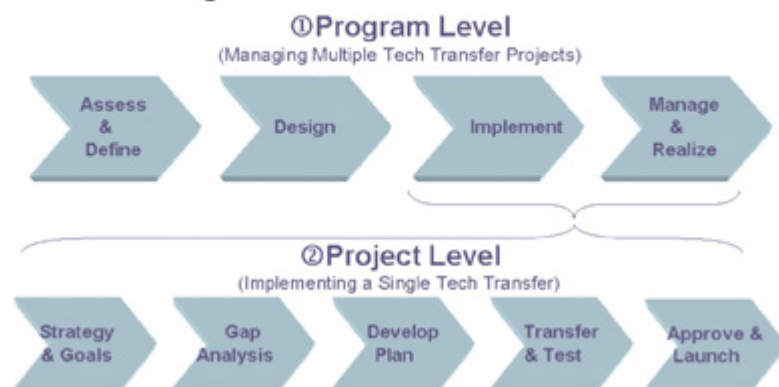 ①Program Level
(Managing Multiple Tech Transfer Projects)
Assess
&
Define
Design
Implement
Manage
&
Realize
②Project Level
(Implementing a Single Tech Transfer)
Strategy
& Goals
Gap
Analysis
Develop
Plan
Transfer
& Test
Approve &
Launch